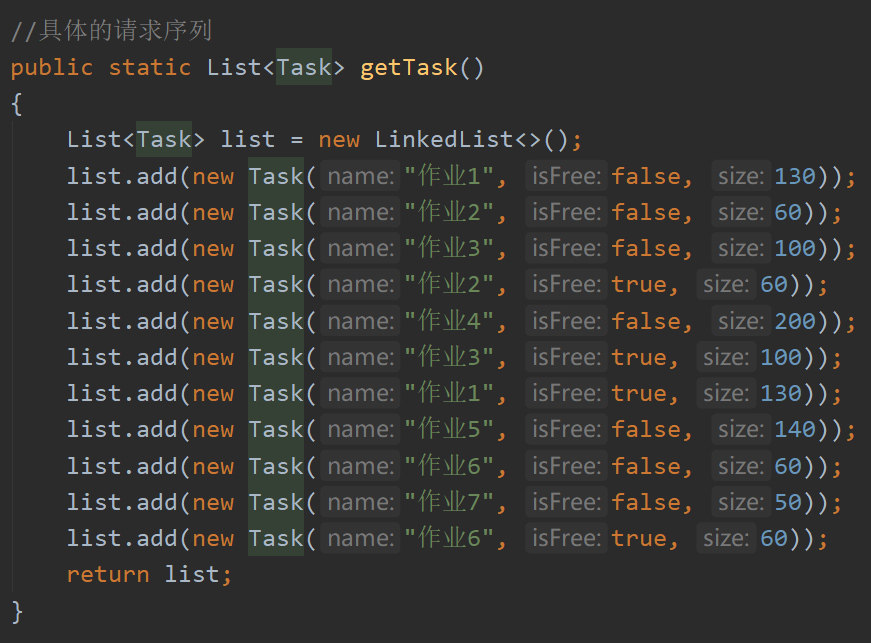 //具体的请求序列
public static List<Task> getTask()
{
List<Task> list = new LinkedList<>();
list.add(new Task( name: "作业1", isFree: false, size: 130));
list.add(new Task( name: "作业2", isFree: false, size: 60));
list.add(new Task( name: "作业3", isFree: false, size: 100));
list.add(new Task( name: "作业2", isFree: true, size: 60));
list.add(new Task( name: "作业4", isFree: false, size: 200));
list.add(new Task( name: "作业3", isFree: true, size: 100));
list.add(new Task( name: "作业1", isFree: true, size: 130));
list.add(new Task( name: "作业5", isFree: false, size: 140));
list.add(new Task( name: "作业6", isFree: false, size: 60));
list.add(new Task( name: "作业7", isFree: false, size: 50));
list.add(new Task( name: "作业6", isFree: true, size: 60));
return list;
}